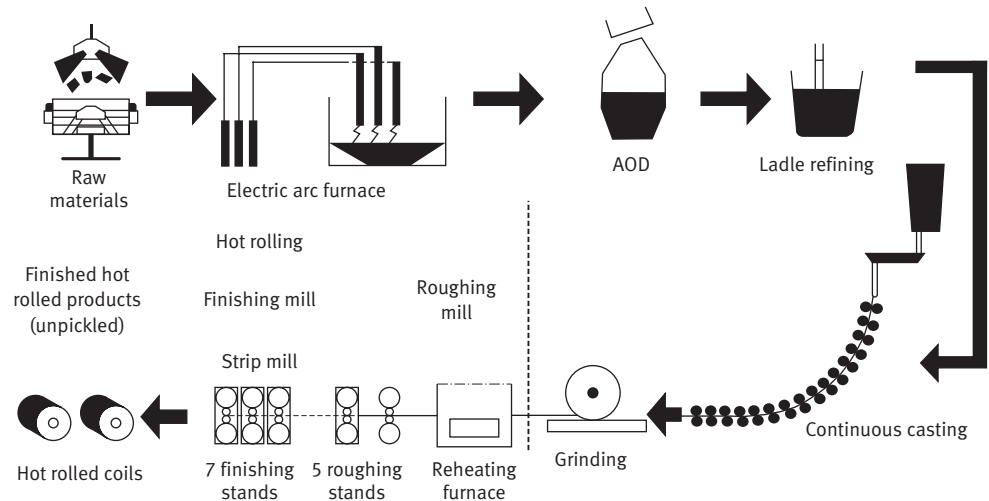 Raw
materials
Electric arc furnace
AOD
Ladle refining
Hot rolling
Finished hot
rolled products
(unpickled)
Finishing mill
Roughing
mill
Strip mill
Continuous casting
Grinding
Hot rolled coils
7 finishing
stands
5 roughing
stands
Reheating
furnace